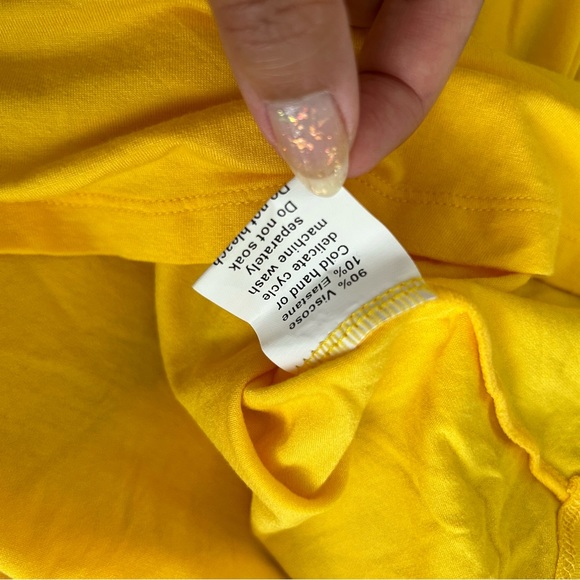 90% Viscose
10% Elastane
Cold hand or
delicate cycle
machine wash
separately
Do not soak
Do not bleach